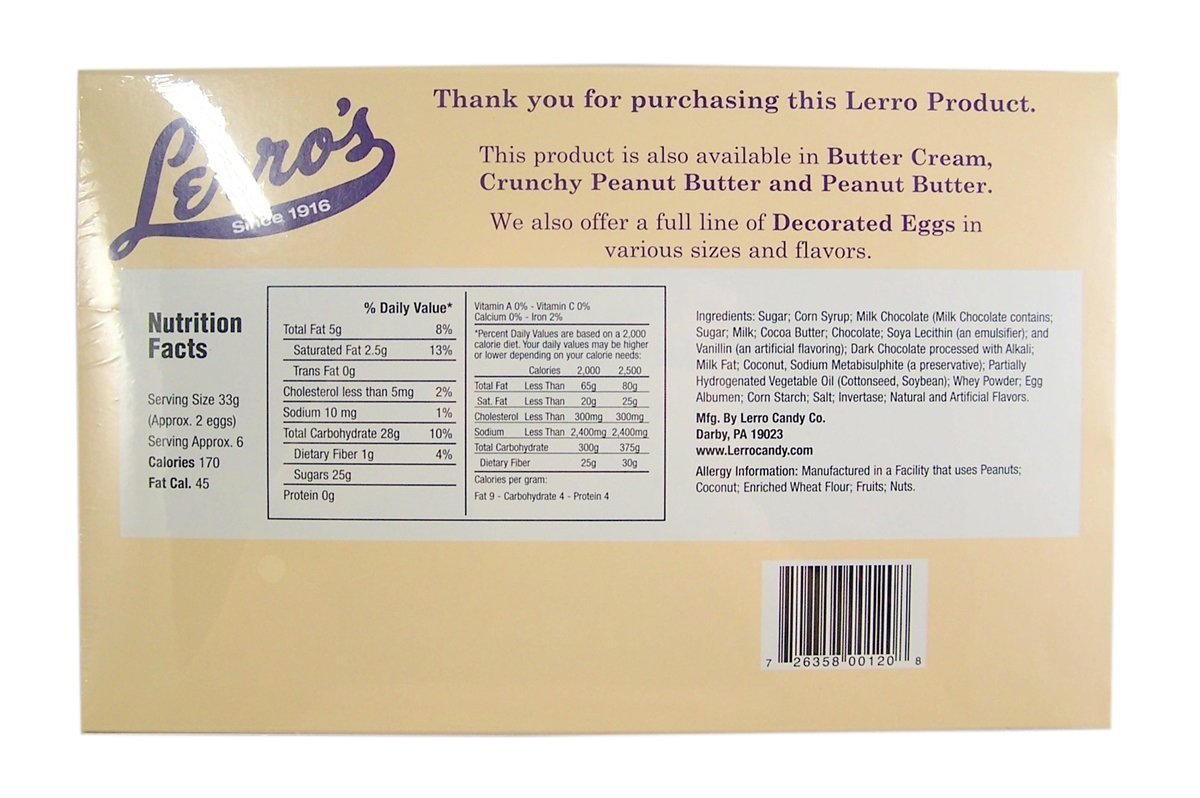 Lerro's
Since 1916
Thank you for purchasing this Lerro Product.
This product is also available in Butter Cream,
Crunchy Peanut Butter and Peanut Butter.
We also offer a full line of Decorated Eggs in
various sizes and flavors.
Nutrition
Facts
Serving Size 33g
(Approx. 2 eggs)
Serving Approx. 6
Calories 170
Fat Cal. 45
% Daily Value*
Total Fat 5g 8%
Saturated Fat 2.5g 13%
Trans Fat 0g
Cholesterol less than 5mg 2%
Sodium 10 mg 1%
Total Carbohydrate 28g 10%
Dietary Fiber 1g 4%
Sugars 25g
Protein 0g
Vitamin A 0% - Vitamin C 0%
Calcium 0% - Iron 2%
*Percent Daily Values are based on a 2,000
calorie diet. Your daily values may be higher
or lower depending on your calorie needs:
Calories 2,000 2,500
Total Fat Less Than 65g 80g
Sat. Fat Less Than 20g 25g
Cholesterol Less Than 300mg 300mg
Sodium Less Than 2,400mg 2,400mg
Total Carbohydrate 300g 375g
Dietary Fiber 25g 30g
Calories per gram:
Fat 9 - Carbohydrate 4 - Protein 4
Ingredients: Sugar; Corn Syrup; Milk Chocolate (Milk Chocolate contains;
Sugar; Milk; Cocoa Butter; Chocolate; Soya Lecithin (an emulsifier); and
Vanillin (an artificial flavoring); Dark Chocolate processed with Alkali;
Milk Fat; Coconut, Sodium Metabisulphite (a preservative); Partially
Hydrogenated Vegetable Oil (Cottonseed, Soybean); Whey Powder; Egg
Albumen; Corn Starch; Salt; Invertase; Natural and Artificial Flavors.
Mfg. By Lerro Candy Co.
Darby, PA 19023
www.Lerrocandy.com
Allergy Information: Manufactured in a Facility that uses Peanuts;
Coconut; Enriched Wheat Flour; Fruits; Nuts.
7 26358 00120 8